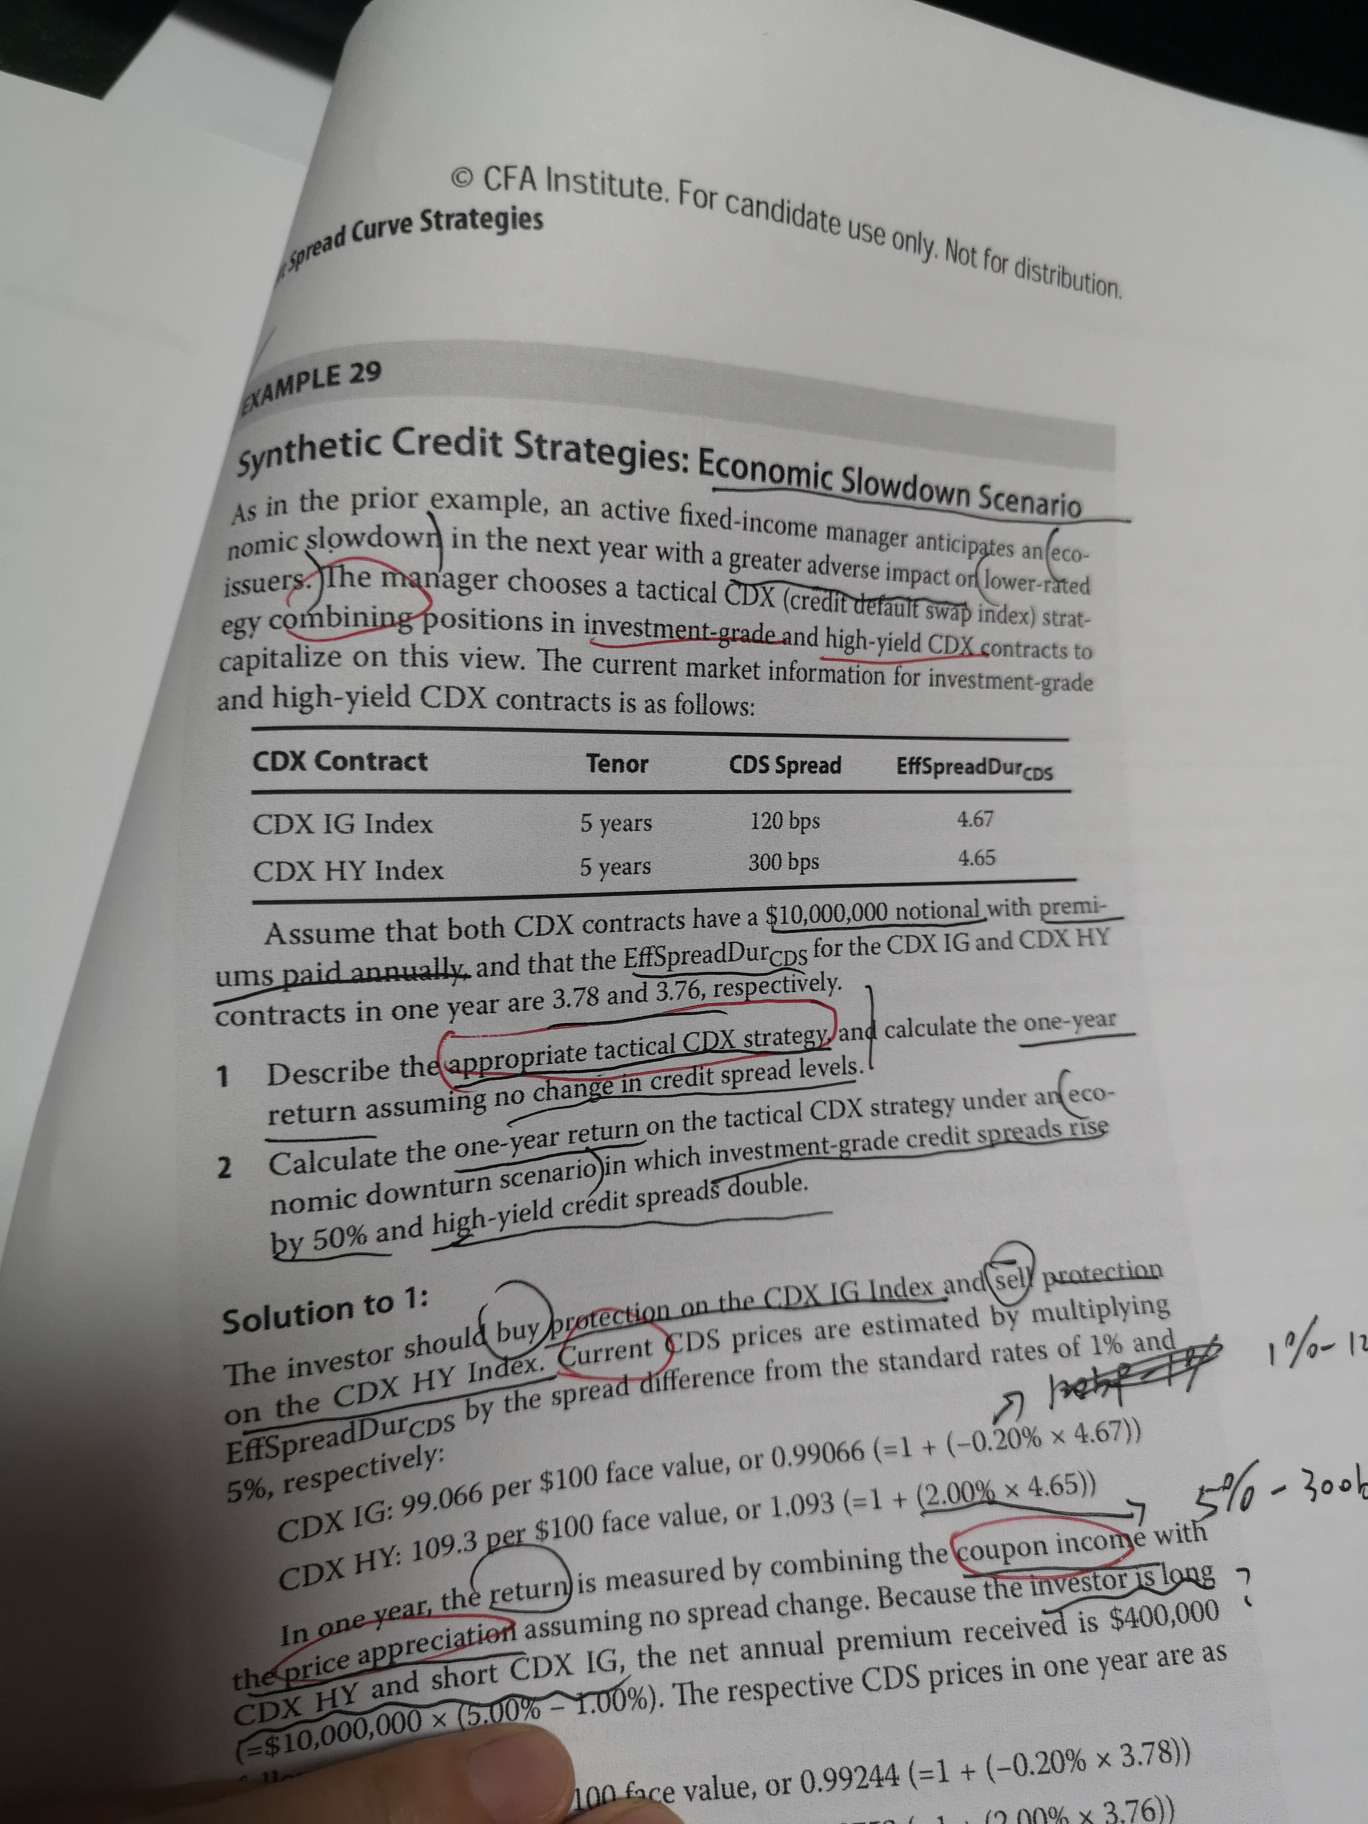 © CFA Institute. For candidate use only. Not for distribution.
Spread Curve Strategies
EXAMPLE 29
Synthetic Credit Strategies: Economic Slowdown Scenario
As in the prior example, an active fixed-income manager anticipates an eco-
nomic slowdown in the next year with a greater adverse impact on lower-rated
issuers. The manager chooses a tactical CDX (credit default swap index) strat-
egy combining positions in investment-grade and high-yield CDX contracts to
capitalize on this view. The current market information for investment-grade
and high-yield CDX contracts is as follows:
CDX Contract Tenor CDS Spread EffSpreadDurCDS
CDX IG Index 5 years 120 bps 4.67
CDX HY Index 5 years 300 bps 4.65
Assume that both CDX contracts have a $10,000,000 notional with premi-
ums paid annually, and that the EffSpreadDurCDS for the CDX IG and CDX HY
contracts in one year are 3.78 and 3.76, respectively.
1 Describe the appropriate tactical CDX strategy, and calculate the one-year
return assuming no change in credit spread levels.
2 Calculate the one-year return on the tactical CDX strategy under an eco-
nomic downturn scenario in which investment-grade credit spreads rise
by 50% and high-yield credit spreads double.
Solution to 1:
The investor should buy protection on the CDX IG Index and sell protection
on the CDX HY Index. Current CDS prices are estimated by multiplying
EffSpreadDurCDS by the spread difference from the standard rates of 1% and
5%, respectively:
1%-12
CDX IG: 99.066 per $100 face value, or 0.99066 (=1 + (−0.20% × 4.67))
CDX HY: 109.3 per $100 face value, or 1.093 (=1 + (2.00% × 4.65))
5%-300b
In one year, the return is measured by combining the coupon income with
the price appreciation assuming no spread change. Because the investor is long
?
CDX HY and short CDX IG, the net annual premium received is $400,000
(=$10,000,000 × (5.00% − 1.00%). The respective CDS prices in one year are as
100 face value, or 0.99244 (=1 + (−0.20% × 3.78))
(2.00% × 3.76))